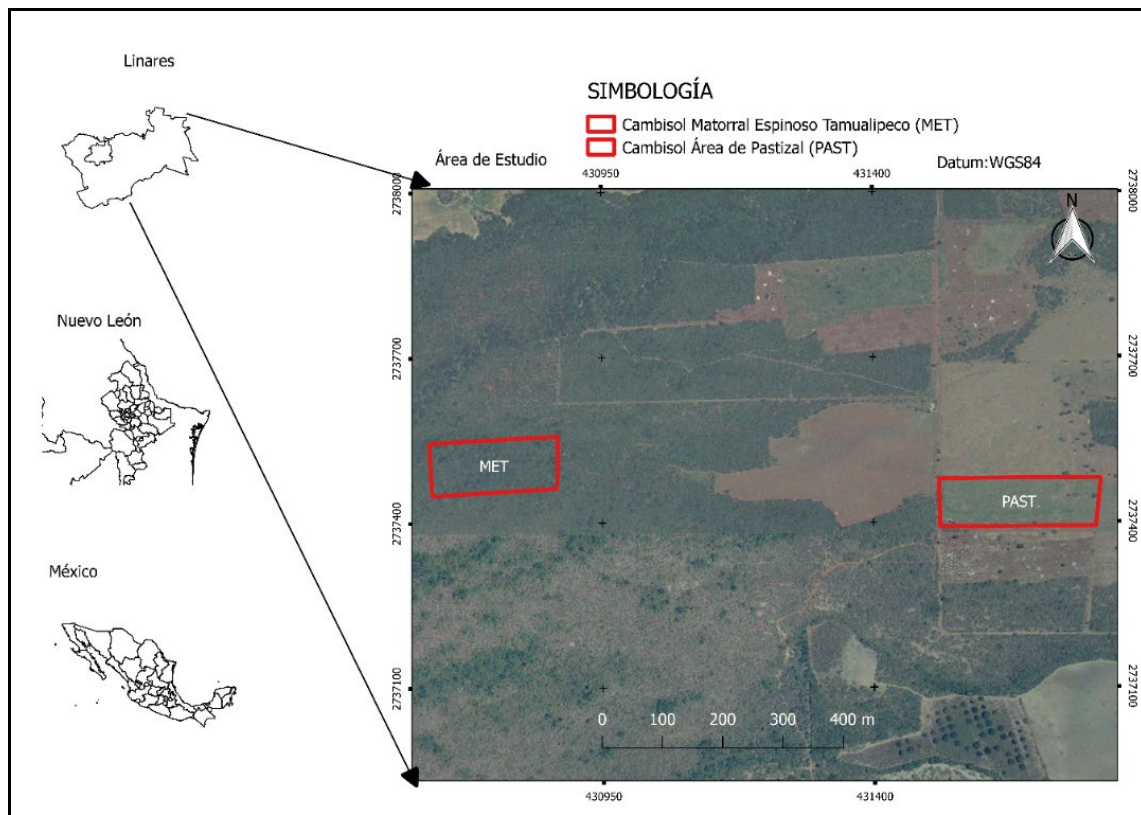 Linares
SIMBOLOGÍA
Cambisol Matorral Espinoso Tamualipeco (MET)
Cambisol Área de Pastizal (PAST)
Área de Estudio
Datum:WGS84
430950
431400
2738000
2738000
N
Nuevo León
2737700
2737700
MET
PAST
2737400
2737400
México
2737100
2737100
0 100 200 300 400 m
430950
431400